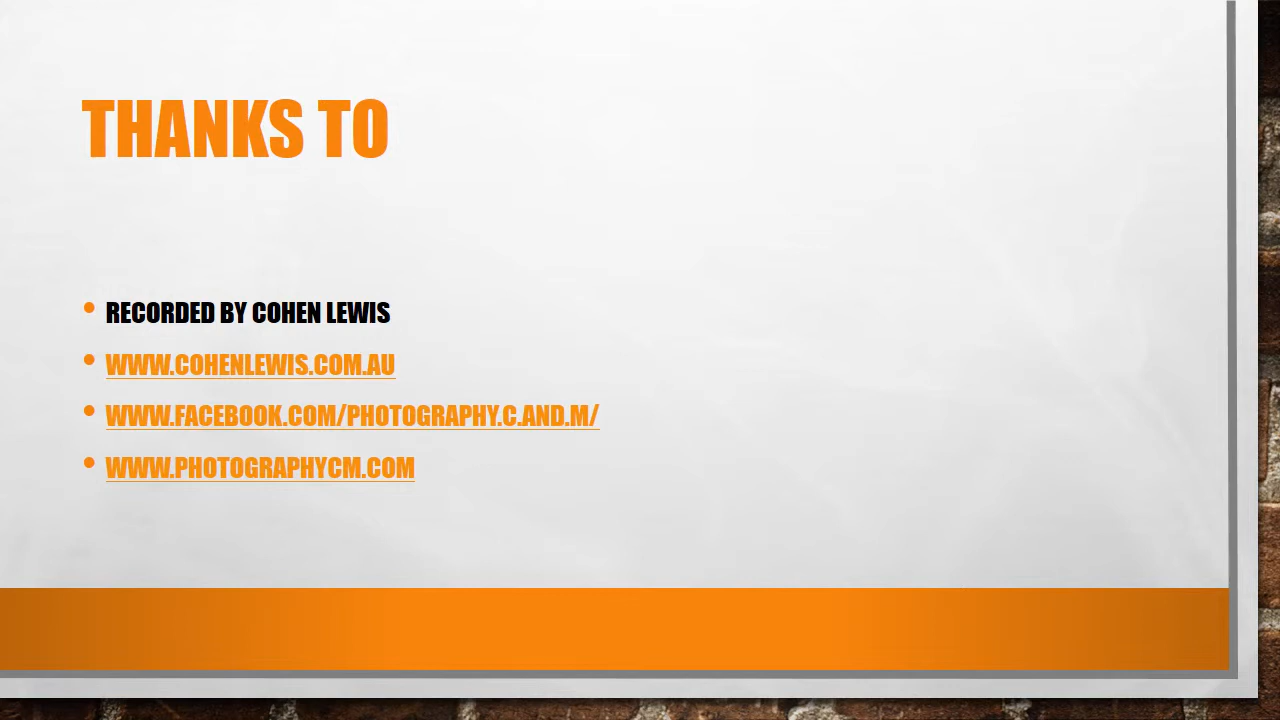 THANKS TO
RECORDED BY COHEN LEWIS
WWW.COHENLEWIS.COM.AU
WWW.FACEBOOK.COM/PHOTOGRAPHY.C.AND.M/
WWW.PHOTOGRAPHYCM.COM